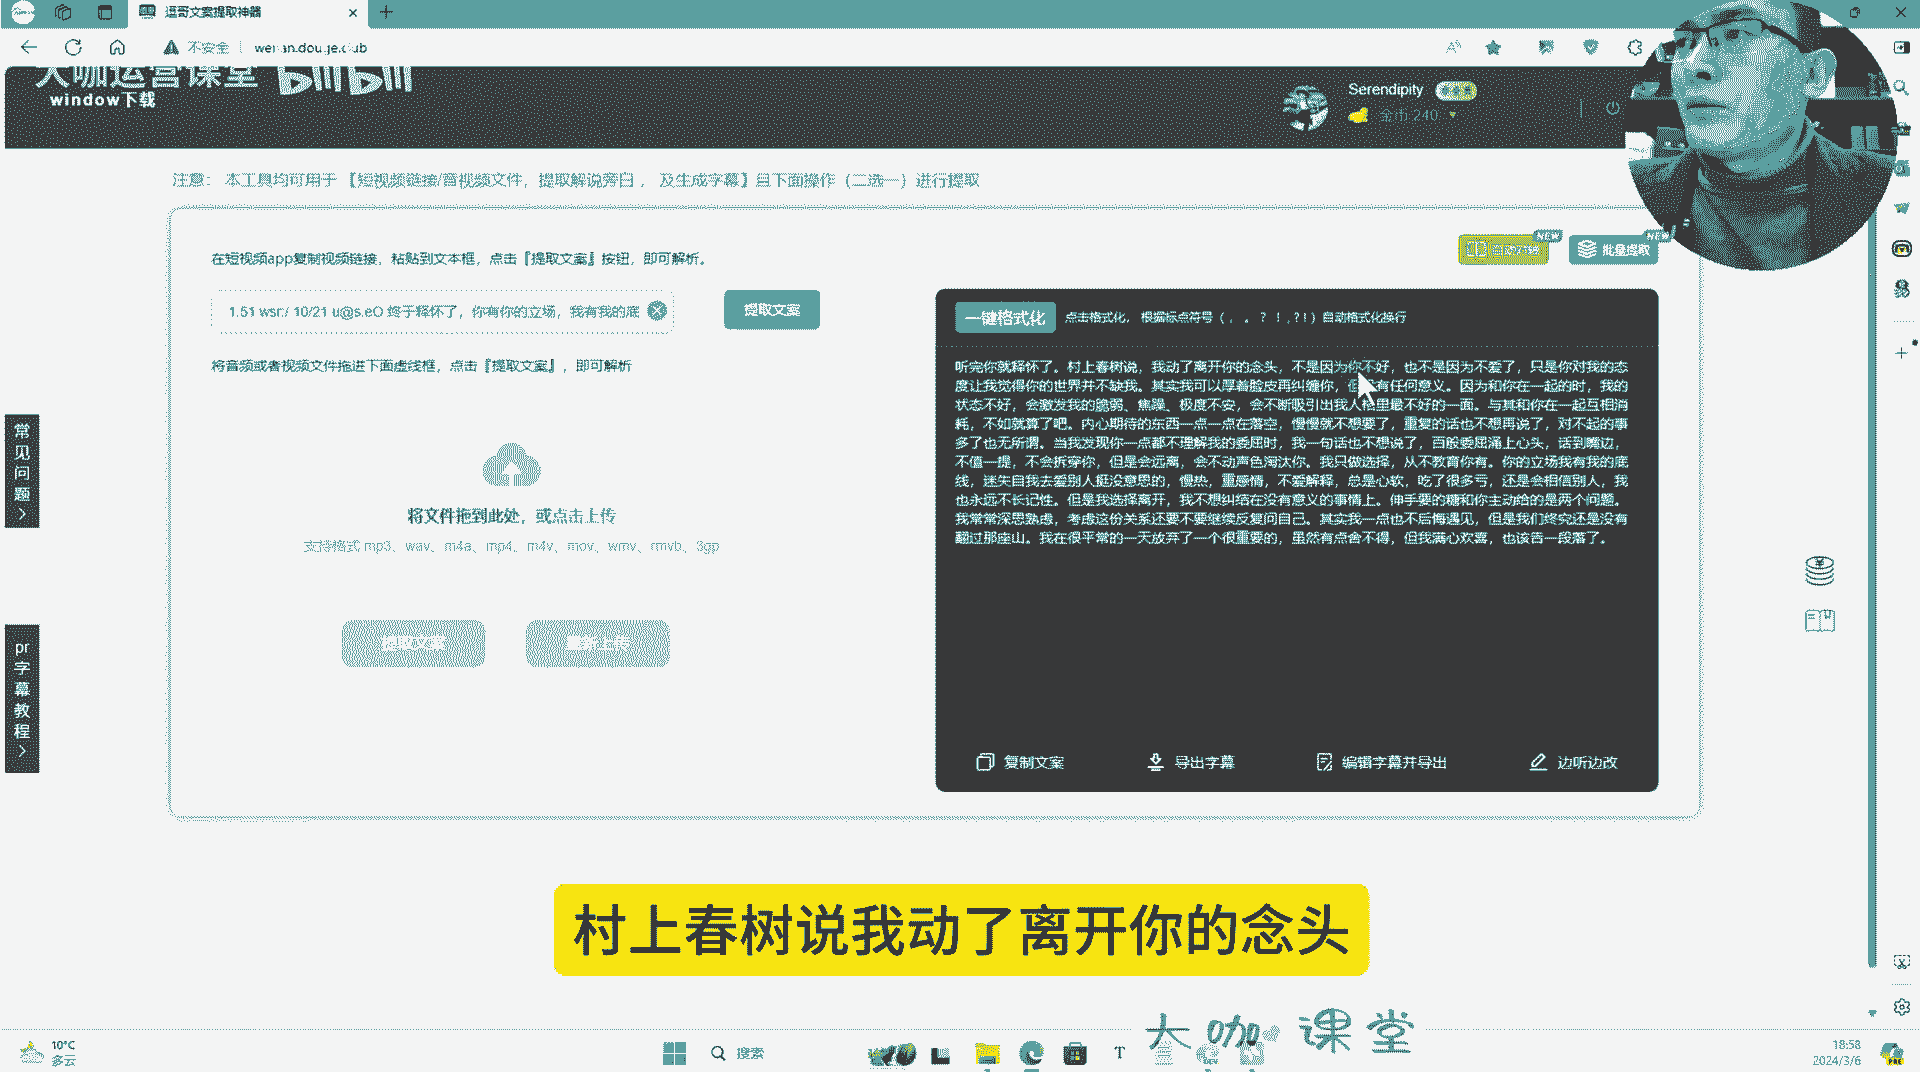 逗哥文案提取神器
不安全
大咖运营课堂 bilibili
window下载
Serendipity
金币 240
注意： 本工具均可用于 【短视频链接/音视频文件，提取解说旁白， 及生成字幕】且下面操作（二选一）进行提取
在短视频app复制视频链接，粘贴到文本框，点击『提取文案』按钮，即可解析。
NEW
批量提取
NEW
1.51 wsr:/ 10/21 u@s.eO 终于释怀了，你有你的立场，我有我的底
提取文案
将音频或者视频文件拖进下面虚线框，点击『提取文案』，即可解析
将文件拖到此处，或点击上传
支持格式 mp3、wav、m4a、mp4、m4v、mov、wmv、rmvb、3gp
提取文案
重新上传
一键格式化
点击格式化， 根据标点符号（，。？！,?!）自动格式化换行
听完你就释怀了。村上春树说，我动了离开你的念头，不是因为你不好，也不是因为不爱了，只是你对我的态
度让我觉得你的世界并不缺我。其实我可以厚着脸皮再纠缠你，但没有任何意义。因为和你在一起的时，我的
状态不好，会激发我的脆弱、焦躁、极度不安，会不断吸引出我人格里最不好的一面。与其和你在一起互相消
耗，不如就算了吧。内心期待的东西一点一点在落空，慢慢就不想要了，重复的话也不想再说了，对不起的事
多了也无所谓。当我发现你一点都不理解我的委屈时，我一句话也不想说了，百般委屈涌上心头，话到嘴边，
不值一提，不会拆穿你，但是会远离，会不动声色淘汰你。我只做选择，从不教育你有。你的立场我有我的底
线，迷失自我去爱别人挺没意思的，慢热，重感情，不爱解释，总是心软，吃了很多亏，还是会相信别人，我
也永远不长记性。但是我选择离开，我不想纠结在没有意义的事情上。伸手要的糖和你主动给的是两个问题。
我常常深思熟虑，考虑这份关系还要不要继续反复问自己。其实我一点也不后悔遇见，但是我们终究还是没有
翻过那座山。我在很平常的一天放弃了一个很重要的，虽然有点舍不得，但我满心欢喜，也该告一段落了。
复制文案
导出字幕
编辑字幕并导出
边听边改
常见问题
pr字幕教程
村上春树说我动了离开你的念头
大咖课堂
10°C
多云
搜索
18:58
2024/3/6